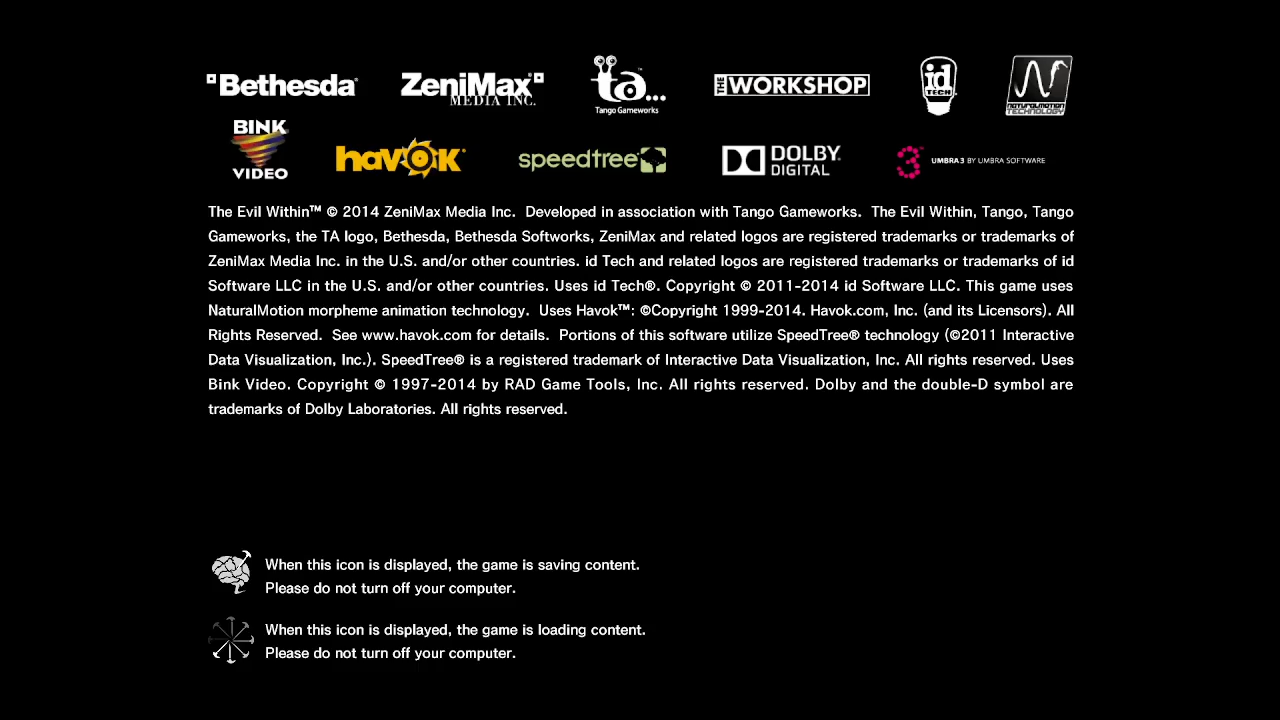 Bethesda ZeniMax MEDIA INC. ta... Tango Gameworks THE WORKSHOP id TECH NATURALMOTION TECHNOLOGY
BINK VIDEO havok speedtree DOLBY DIGITAL 3 UMBRA 3 BY UMBRA SOFTWARE
The Evil Within™ © 2014 ZeniMax Media Inc.  Developed in association with Tango Gameworks.  The Evil Within, Tango, Tango
Gameworks, the TA logo, Bethesda, Bethesda Softworks, ZeniMax and related logos are registered trademarks or trademarks of
ZeniMax Media Inc. in the U.S. and/or other countries. id Tech and related logos are registered trademarks or trademarks of id
Software LLC in the U.S. and/or other countries. Uses id Tech®. Copyright © 2011-2014 id Software LLC. This game uses
NaturalMotion morpheme animation technology.  Uses Havok™: ©Copyright 1999-2014. Havok.com, Inc. (and its Licensors). All
Rights Reserved.  See www.havok.com for details.  Portions of this software utilize SpeedTree® technology (©2011 Interactive
Data Visualization, Inc.). SpeedTree® is a registered trademark of Interactive Data Visualization, Inc. All rights reserved. Uses
Bink Video. Copyright © 1997-2014 by RAD Game Tools, Inc. All rights reserved. Dolby and the double-D symbol are
trademarks of Dolby Laboratories. All rights reserved.
When this icon is displayed, the game is saving content.
Please do not turn off your computer.
When this icon is displayed, the game is loading content.
Please do not turn off your computer.